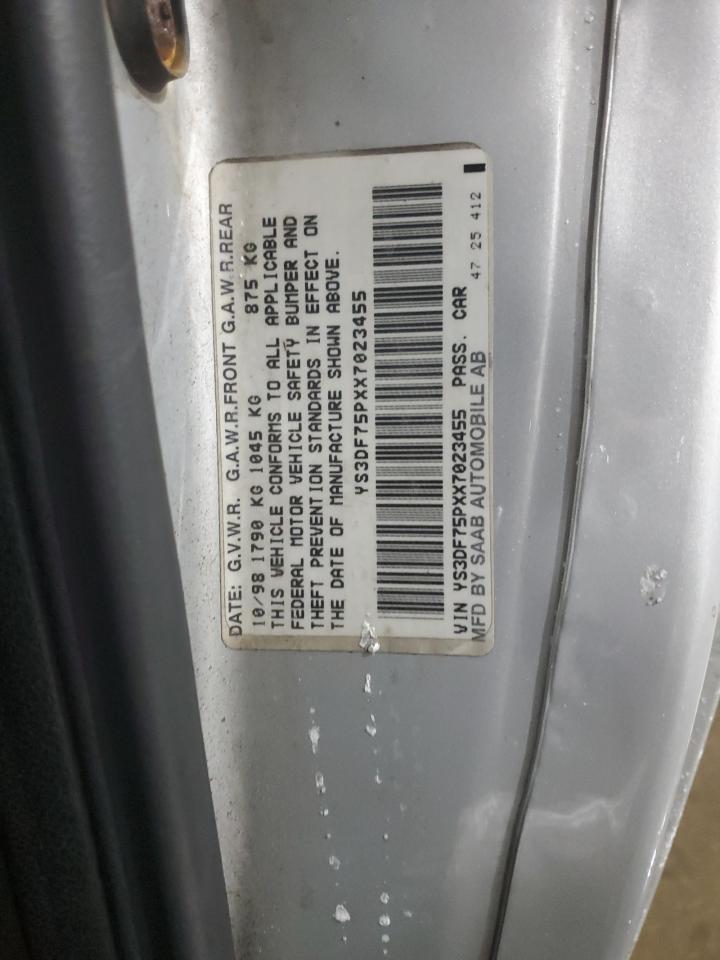 DATE: G.V.W.R. G.A.W.R.FRONT G.A.W.R.REAR
10/98 1790 KG 1045 KG 875 KG
THIS VEHICLE CONFORMS TO ALL APPLICABLE
FEDERAL MOTOR VEHICLE SAFETY BUMPER AND
THEFT PREVENTION STANDARDS IN EFFECT ON
THE DATE OF MANUFACTURE SHOWN ABOVE.
YS3DF75PXX7023455
VIN YS3DF75PXX7023455 PASS. CAR
MFD BY SAAB AUTOMOBILE AB 47 25 412